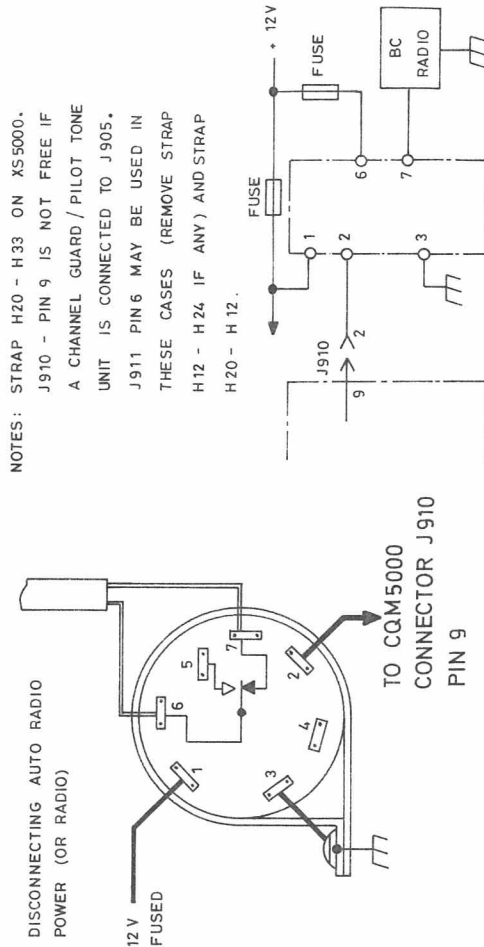 DISCONNECTING AUTO RADIO
POWER (OR RADIO)
12 V
FUSED
1
6
5
7
2
4
3
TO CQM5000
CONNECTOR J910
PIN 9
NOTES: STRAP H20 - H33 ON XS5000.
J910 - PIN 9 IS NOT FREE IF
A CHANNEL GUARD / PILOT TONE
UNIT IS CONNECTED TO J905.
J911 PIN 6 MAY BE USED IN
THESE CASES (REMOVE STRAP
H12 - H24 IF ANY) AND STRAP
H20 - H12.
+ 12V
FUSE
FUSE
1
2
3
6
7
J910
9
2
BC
RADIO